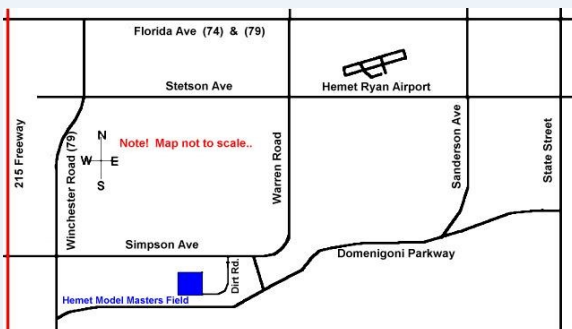 Florida Ave (74) & (79)
Stetson Ave
Hemet Ryan Airport
215 Freeway
Winchester Road (79)
N
W E
S
Note! Map not to scale..
Warren Road
Sanderson Ave
State Street
Simpson Ave
Domenigoni Parkway
Dirt Rd.
Hemet Model Masters Field